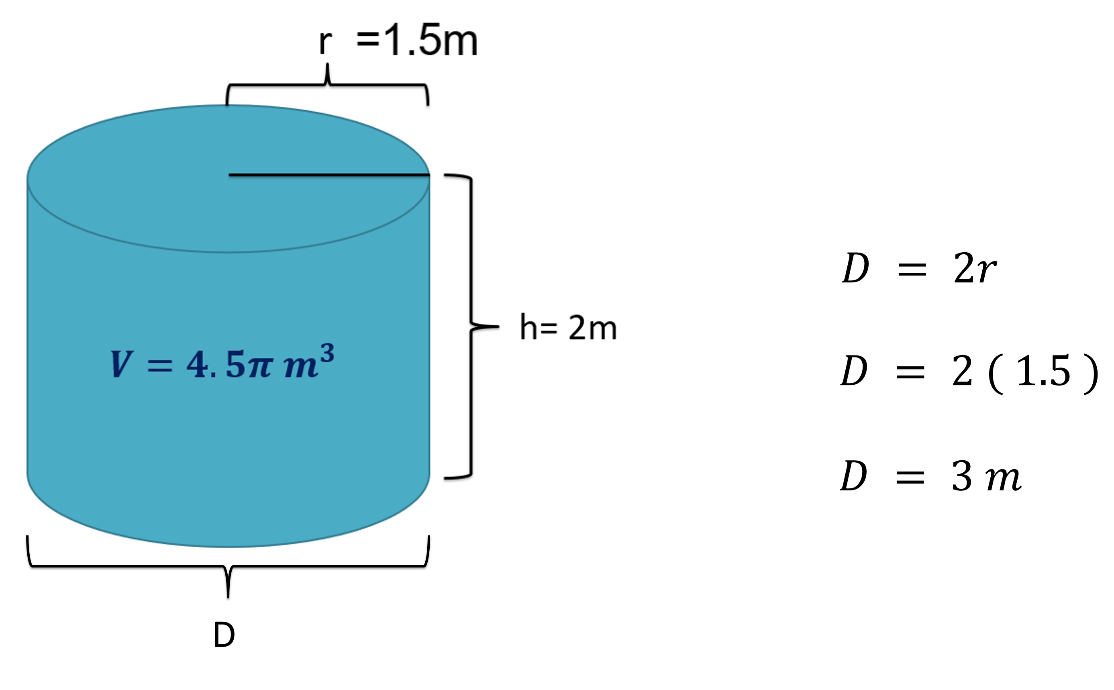 r =1.5m
h= 2m
V = 4.5π m³
D
D = 2r
D = 2 ( 1.5 )
D = 3 m